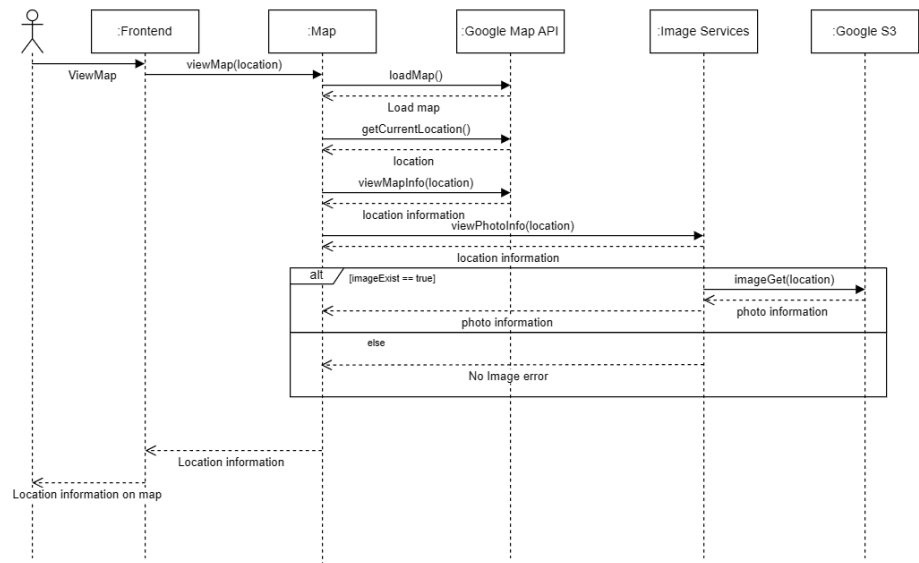 :Frontend
:Map
:Google Map API
:Image Services
:Google S3
ViewMap
viewMap(location)
loadMap()
Load map
getCurrentLocation()
location
viewMapInfo(location)
location information
viewPhotoInfo(location)
location information
alt
[imageExist == true]
imageGet(location)
photo information
photo information
else
No Image error
Location information
Location information on map